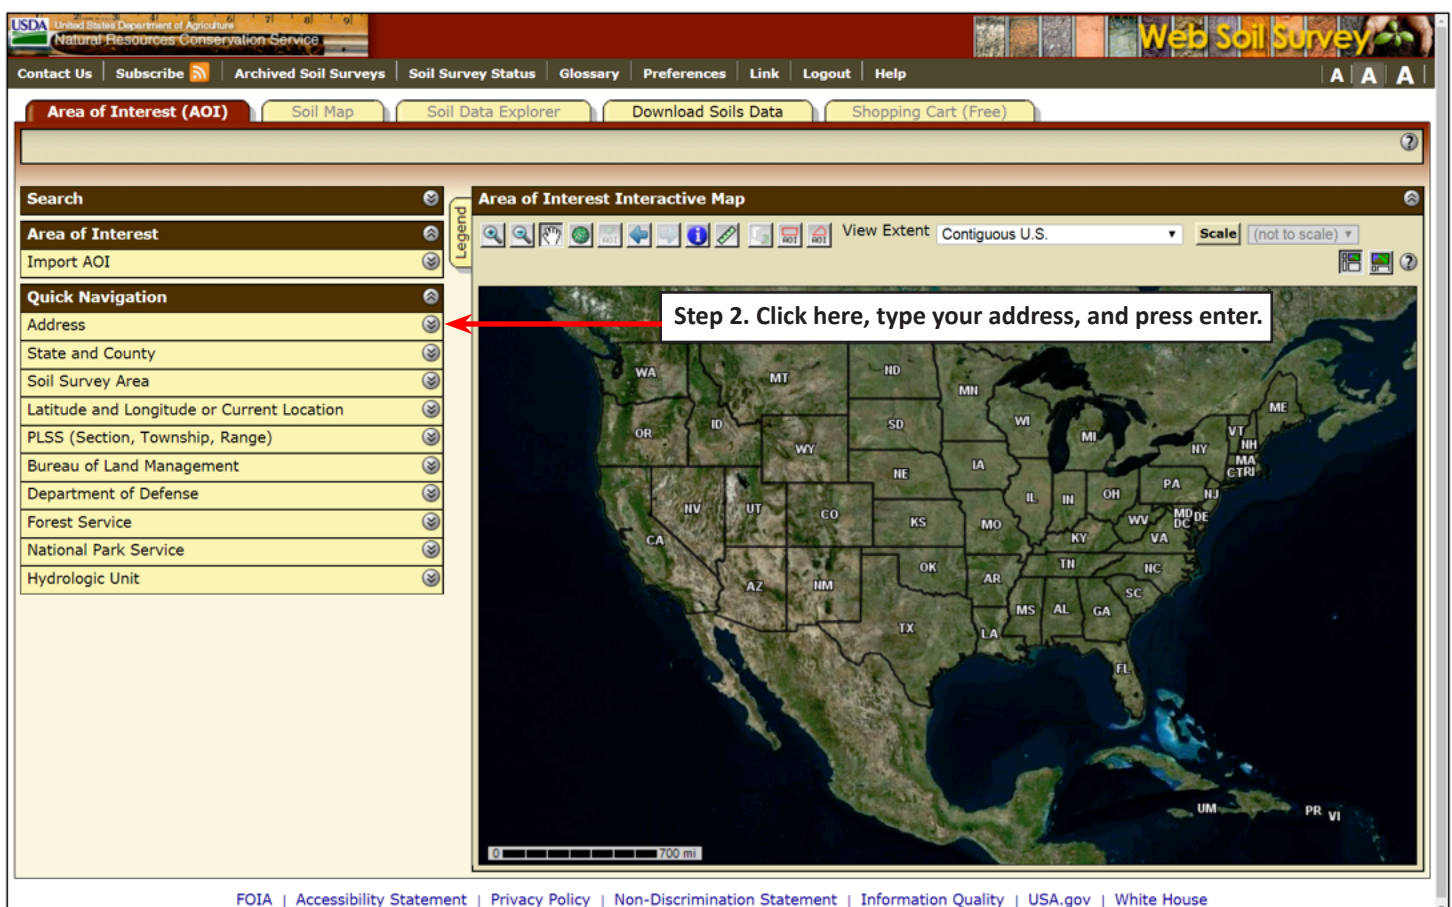 USDA United States Department of Agriculture
Natural Resources Conservation Service
Web Soil Survey
Contact Us | Subscribe | Archived Soil Surveys | Soil Survey Status | Glossary | Preferences | Link | Logout | Help | A A A
Area of Interest (AOI)
Soil Map
Soil Data Explorer
Download Soils Data
Shopping Cart (Free)
Search
Area of Interest
Import AOI
Quick Navigation
Address
State and County
Soil Survey Area
Latitude and Longitude or Current Location
PLSS (Section, Township, Range)
Bureau of Land Management
Department of Defense
Forest Service
National Park Service
Hydrologic Unit
Legend
Area of Interest Interactive Map
AOI AOI AOI
View Extent Contiguous U.S. Scale (not to scale)
Step 2. Click here, type your address, and press enter.
WA MT ND MN ME
OR ID SD WI MI VT NH
WY NY MA
NE IA CT RI
PA NJ
NV UT CO IL IN OH MD DE
KS MO WV DC
CA KY VA
OK TN NC
AZ NM AR SC
MS AL GA
TX LA
FL
UM PR VI
0 700 mi
FOIA | Accessibility Statement | Privacy Policy | Non-Discrimination Statement | Information Quality | USA.gov | White House